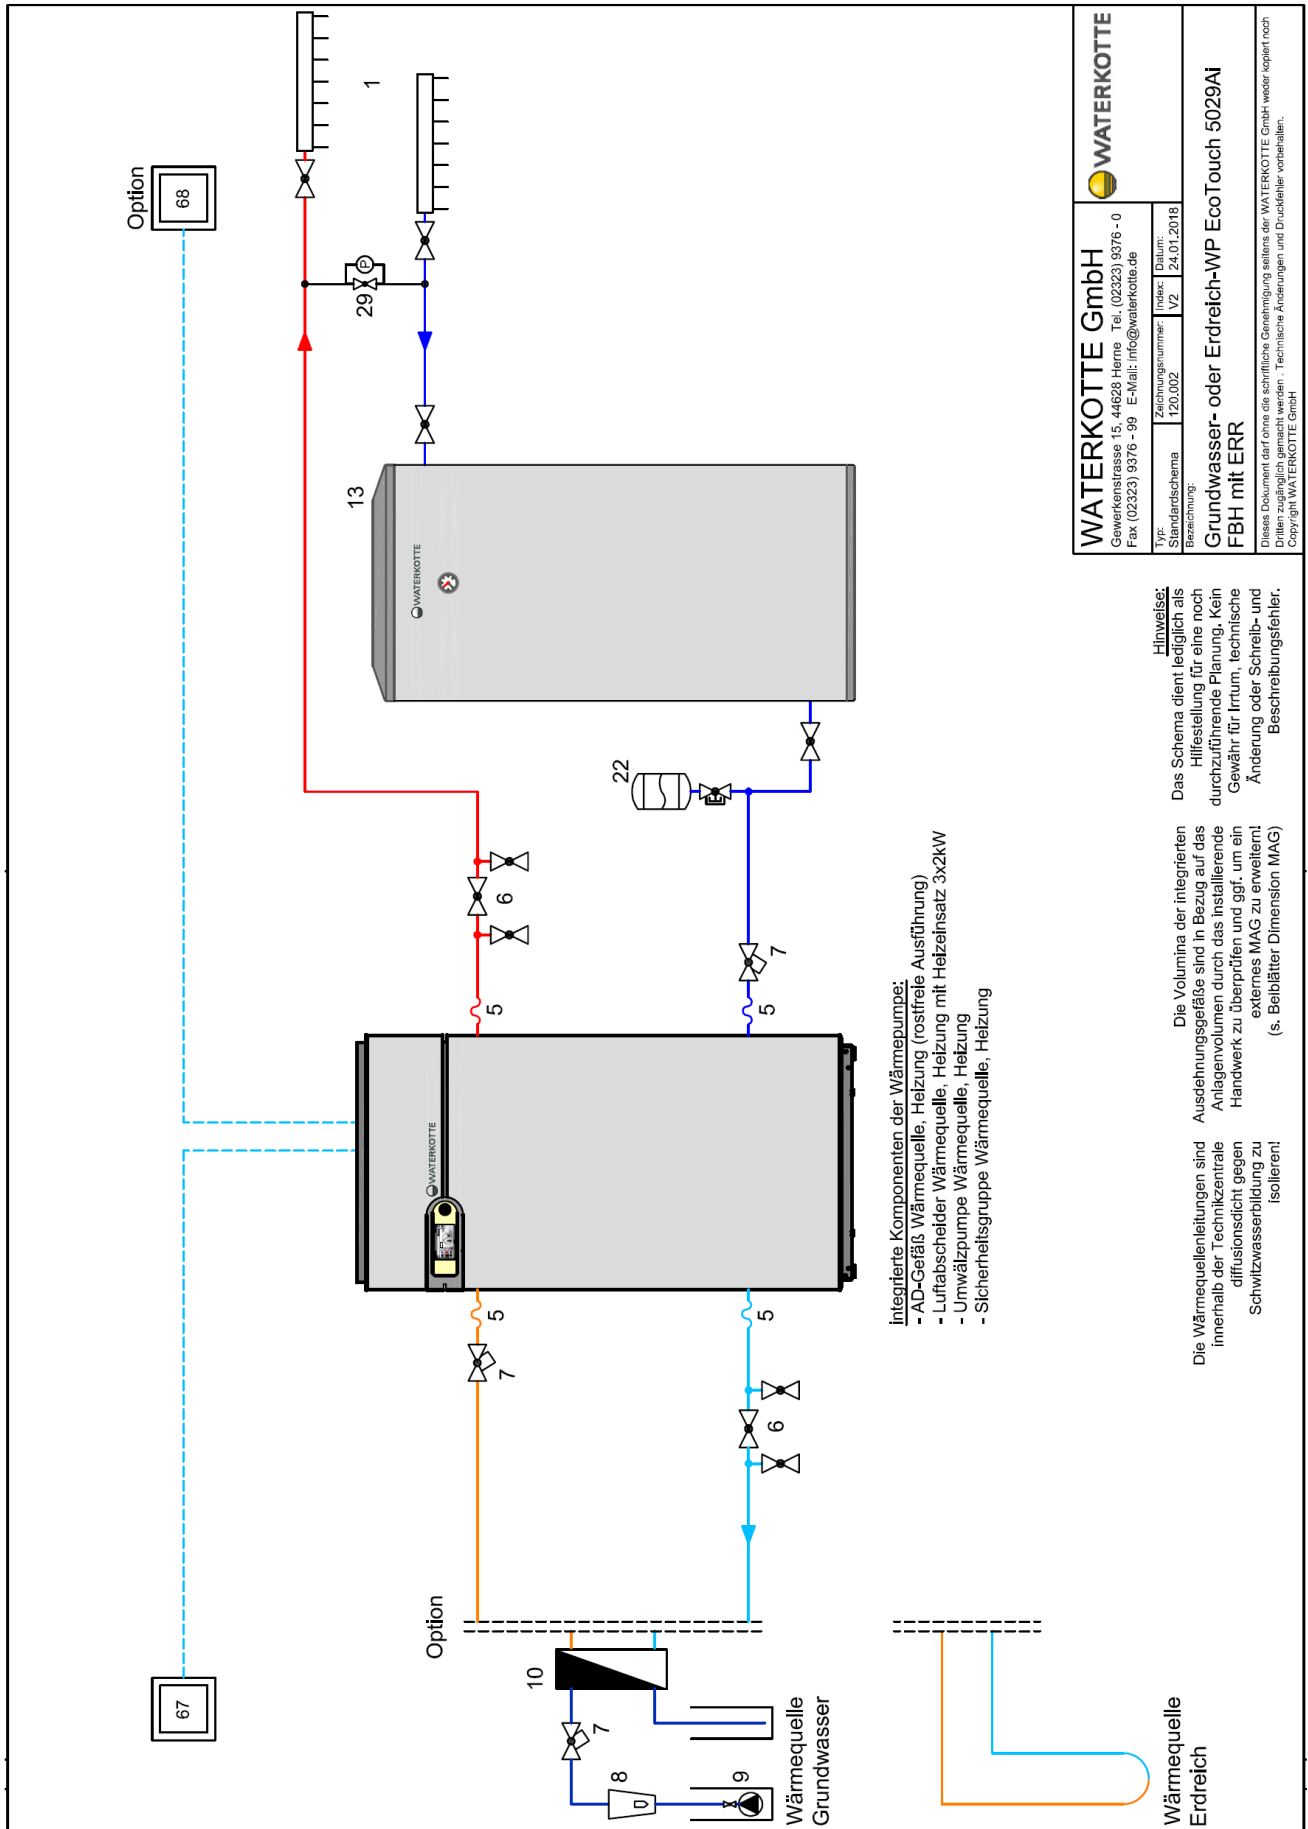 67
Option
68
1
29
13
WATERKOTTE
WATERKOTTE
Option
10
7
8
9
Wärmequelle
Grundwasser
Wärmequelle
Erdreich
5
7
5
6
5
6
5
7
22
P
integrierte Komponenten der Wärmepumpe:
- AD-Gefäß Wärmequelle, Heizung (rostfreie Ausführung)
- Luftabscheider Wärmequelle, Heizung mit Heizeinsatz 3x2kW
- Umwälzpumpe Wärmequelle, Heizung
- Sicherheitsgruppe Wärmequelle, Heizung
Die Wärmequellenleitungen sind
innerhalb der Technikzentrale
diffusionsdicht gegen
Schwitzwasserbildung zu
isolieren!
Die Volumina der integrierten
Ausdehnungsgefäße sind in Bezug auf das
Anlagenvolumen durch das installierende
Handwerk zu überprüfen und ggf. um ein
externes MAG zu erweitern!
(s. Beiblätter Dimension MAG)
Hinweise:
Das Schema dient lediglich als
Hilfestellung für eine noch
durchzuführende Planung. Kein
Gewähr für Irrtum, technische
Änderung oder Schreib- und
Beschreibungsfehler.
WATERKOTTE GmbH
Gewerkenstrasse 15, 44628 Herne Tel. (02323) 9376 - 0
Fax (02323) 9376 - 99 E-Mail: info@waterkotte.de
WATERKOTTE
Typ: Zeichnungsnummer: Index: Datum:
Standardschema 120.002 V2 24.01.2018
Bezeichnung:
Grundwasser- oder Erdreich-WP EcoTouch 5029Ai
FBH mit ERR
Dieses Dokument darf ohne die schriftliche Genehmigung seitens der WATERKOTTE GmbH weder kopiert noch
Dritten zugänglich gemacht werden . Technische Änderungen und Druckfehler vorbehalten.
Copyright WATERKOTTE GmbH